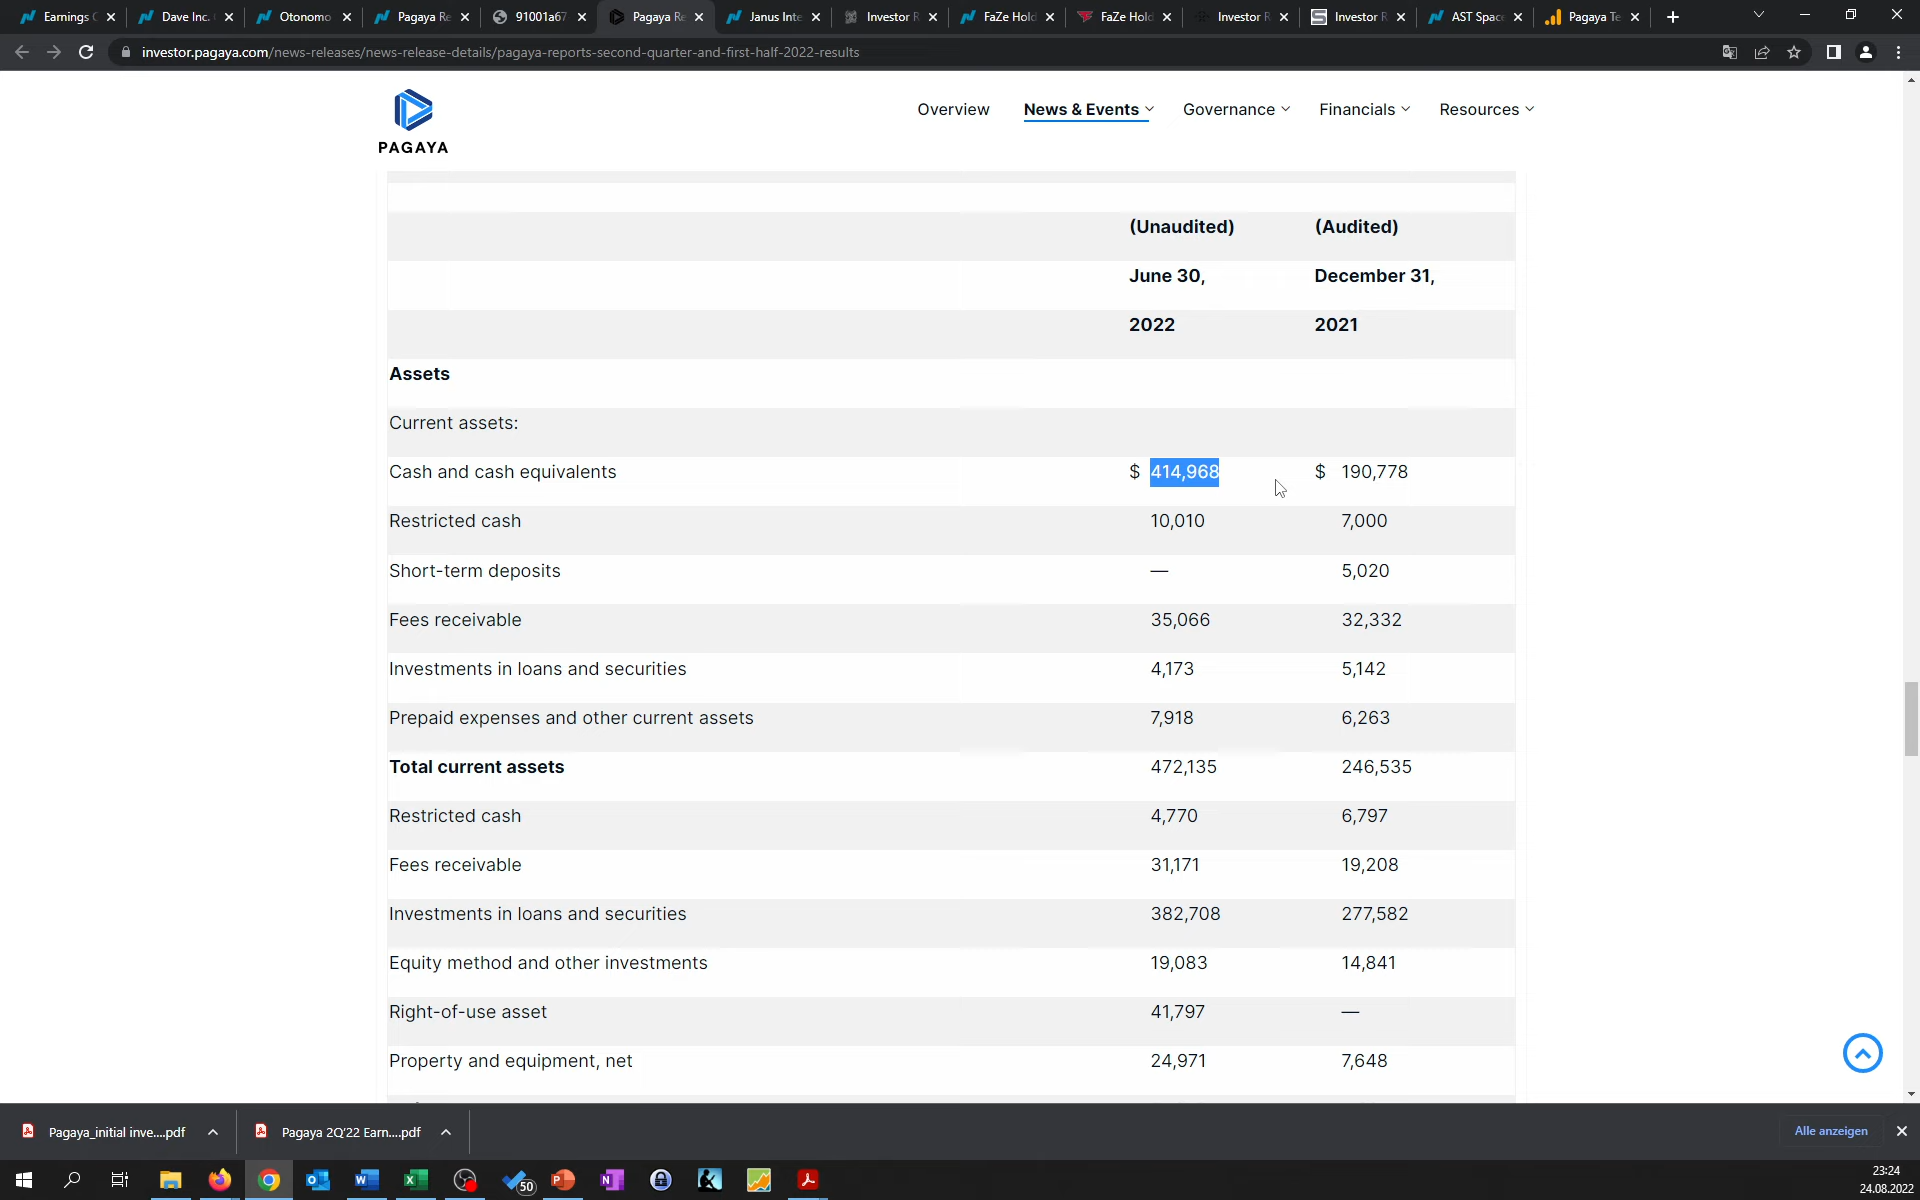 Earnings C
Dave Inc.
Otonomo
Pagaya Re
91001a67
Pagaya Re
Janus Inte
Investor R
FaZe Hold
FaZe Hold
Investor R
Investor R
AST Spac
Pagaya Te
investor.pagaya.com/news-releases/news-release-details/pagaya-reports-second-quarter-and-first-half-2022-results
PAGAYA
Overview News & Events Governance Financials Resources
(Unaudited) (Audited)
June 30, December 31,
2022 2021
Assets
Current assets:
Cash and cash equivalents $ 414,968 $ 190,778
Restricted cash 10,010 7,000
Short-term deposits — 5,020
Fees receivable 35,066 32,332
Investments in loans and securities 4,173 5,142
Prepaid expenses and other current assets 7,918 6,263
Total current assets 472,135 246,535
Restricted cash 4,770 6,797
Fees receivable 31,171 19,208
Investments in loans and securities 382,708 277,582
Equity method and other investments 19,083 14,841
Right-of-use asset 41,797 —
Property and equipment, net 24,971 7,648
Pagaya_initial inve....pdf
Pagaya 2Q'22 Earn....pdf
Alle anzeigen
50
23:24
24.08.2022